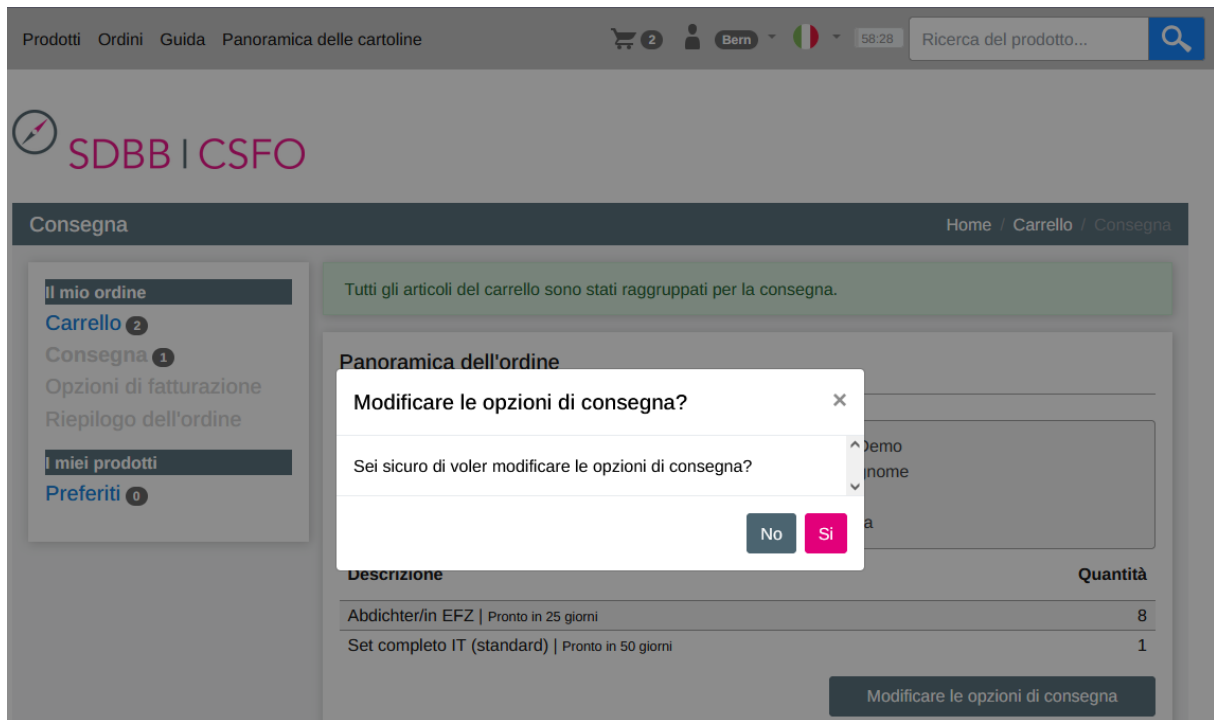 Prodotti Ordini Guida Panoramica delle cartoline 2 Bern 58:28 Ricerca del prodotto...
SDBB | CSFO
Consegna Home / Carrello / Consegna
Il mio ordine
Tutti gli articoli del carrello sono stati raggruppati per la consegna.
Carrello 2
Consegna 1
Opzioni di fatturazione
Riepilogo dell'ordine
I miei prodotti
Preferiti 0
Panoramica dell'ordine
Modificare le opzioni di consegna? ×
Sei sicuro di voler modificare le opzioni di consegna?
No Si
Descrizione Quantità
Abdichter/in EFZ | Pronto in 25 giorni 8
Set completo IT (standard) | Pronto in 50 giorni 1
Modificare le opzioni di consegna